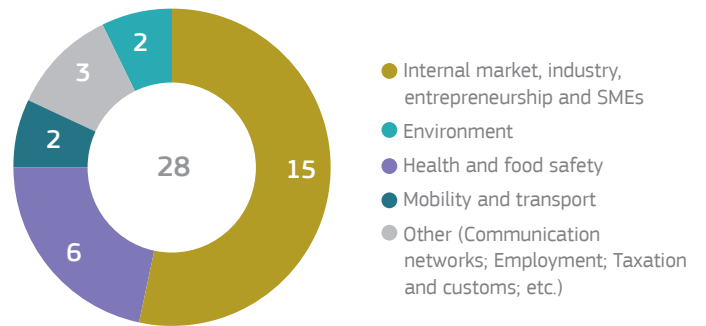 2
3
2
28
15
6
Internal market, industry,
entrepreneurship and SMEs
Environment
Health and food safety
Mobility and transport
Other (Communication
networks; Employment; Taxation
and customs; etc.)